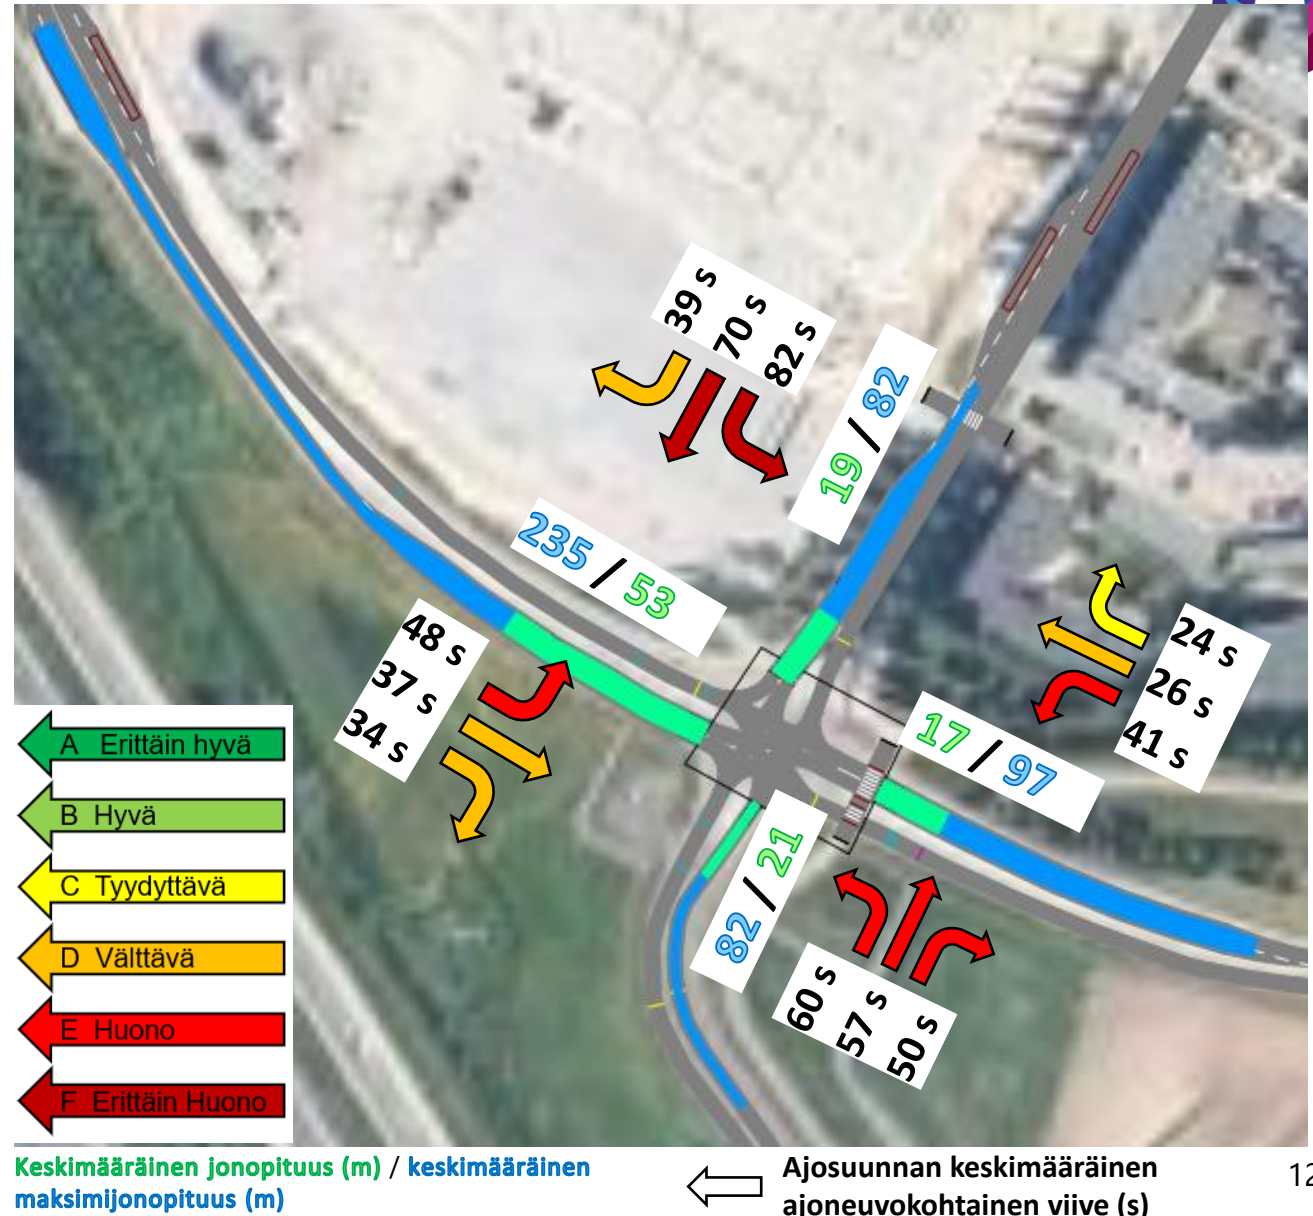 39 s
70 s
82 s
19 / 82
235 / 53
48 s
37 s
34 s
24 s
26 s
41 s
17 / 97
82 / 21
60 s
57 s
50 s
A Erittäin hyvä
B Hyvä
C Tyydyttävä
D Välttävä
E Huono
F Erittäin Huono
Keskimääräinen jonopituus (m) / keskimääräinen
maksimijonopituus (m)
Ajosuunnan keskimääräinen
ajoneuvokohtainen viive (s)
12